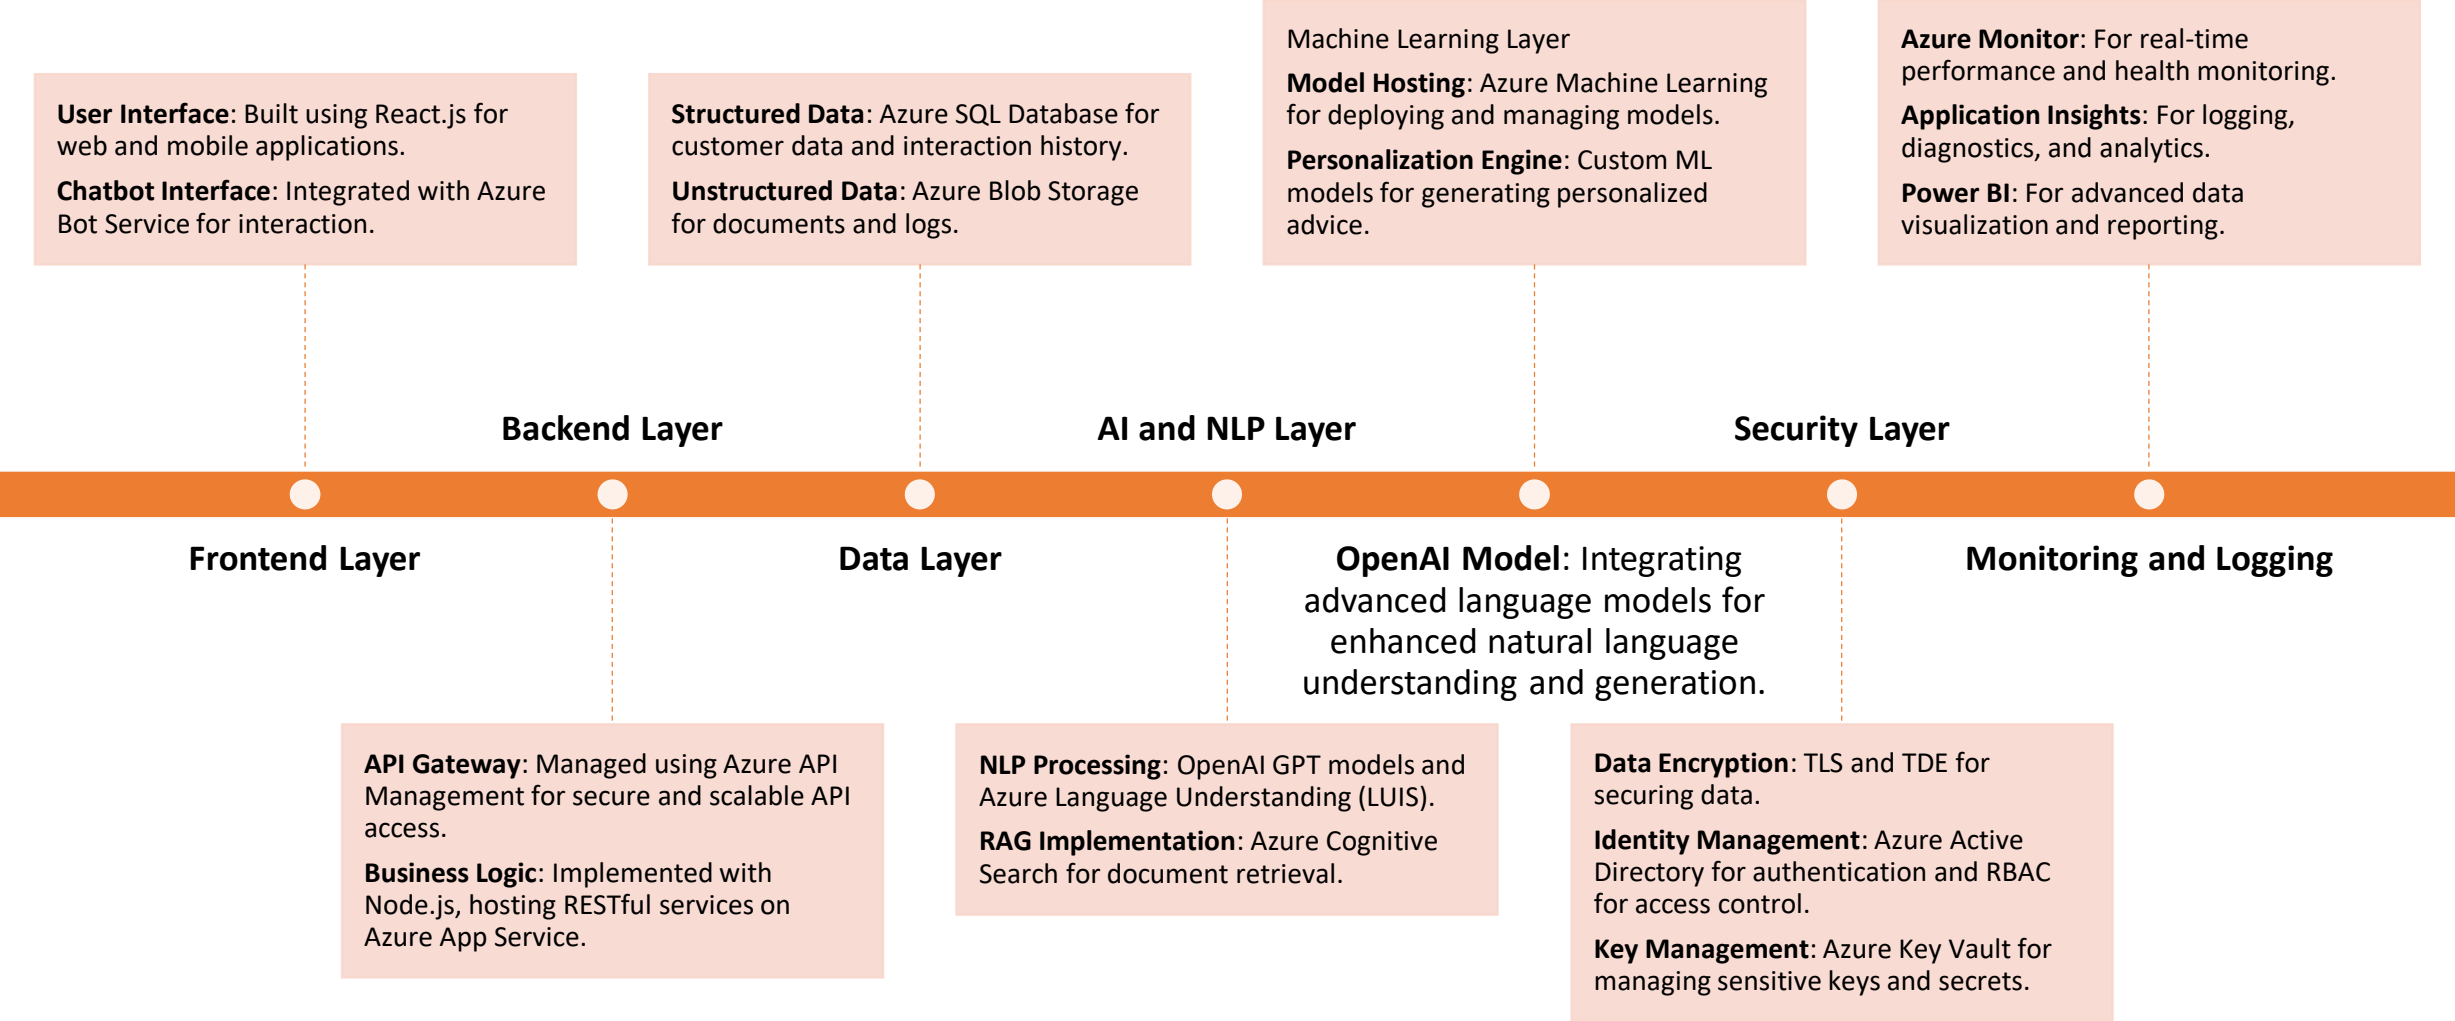 User Interface: Built using React.js for
web and mobile applications.
Chatbot Interface: Integrated with Azure
Bot Service for interaction.
Frontend Layer
Backend Layer
API Gateway: Managed using Azure API
Management for secure and scalable API
access.
Business Logic: Implemented with
Node.js, hosting RESTful services on
Azure App Service.
Structured Data: Azure SQL Database for
customer data and interaction history.
Unstructured Data: Azure Blob Storage
for documents and logs.
Data Layer
AI and NLP Layer
NLP Processing: OpenAI GPT models and
Azure Language Understanding (LUIS).
RAG Implementation: Azure Cognitive
Search for document retrieval.
Machine Learning Layer
Model Hosting: Azure Machine Learning
for deploying and managing models.
Personalization Engine: Custom ML
models for generating personalized
advice.
OpenAI Model: Integrating
advanced language models for
enhanced natural language
understanding and generation.
Security Layer
Data Encryption: TLS and TDE for
securing data.
Identity Management: Azure Active
Directory for authentication and RBAC
for access control.
Key Management: Azure Key Vault for
managing sensitive keys and secrets.
Azure Monitor: For real-time
performance and health monitoring.
Application Insights: For logging,
diagnostics, and analytics.
Power BI: For advanced data
visualization and reporting.
Monitoring and Logging